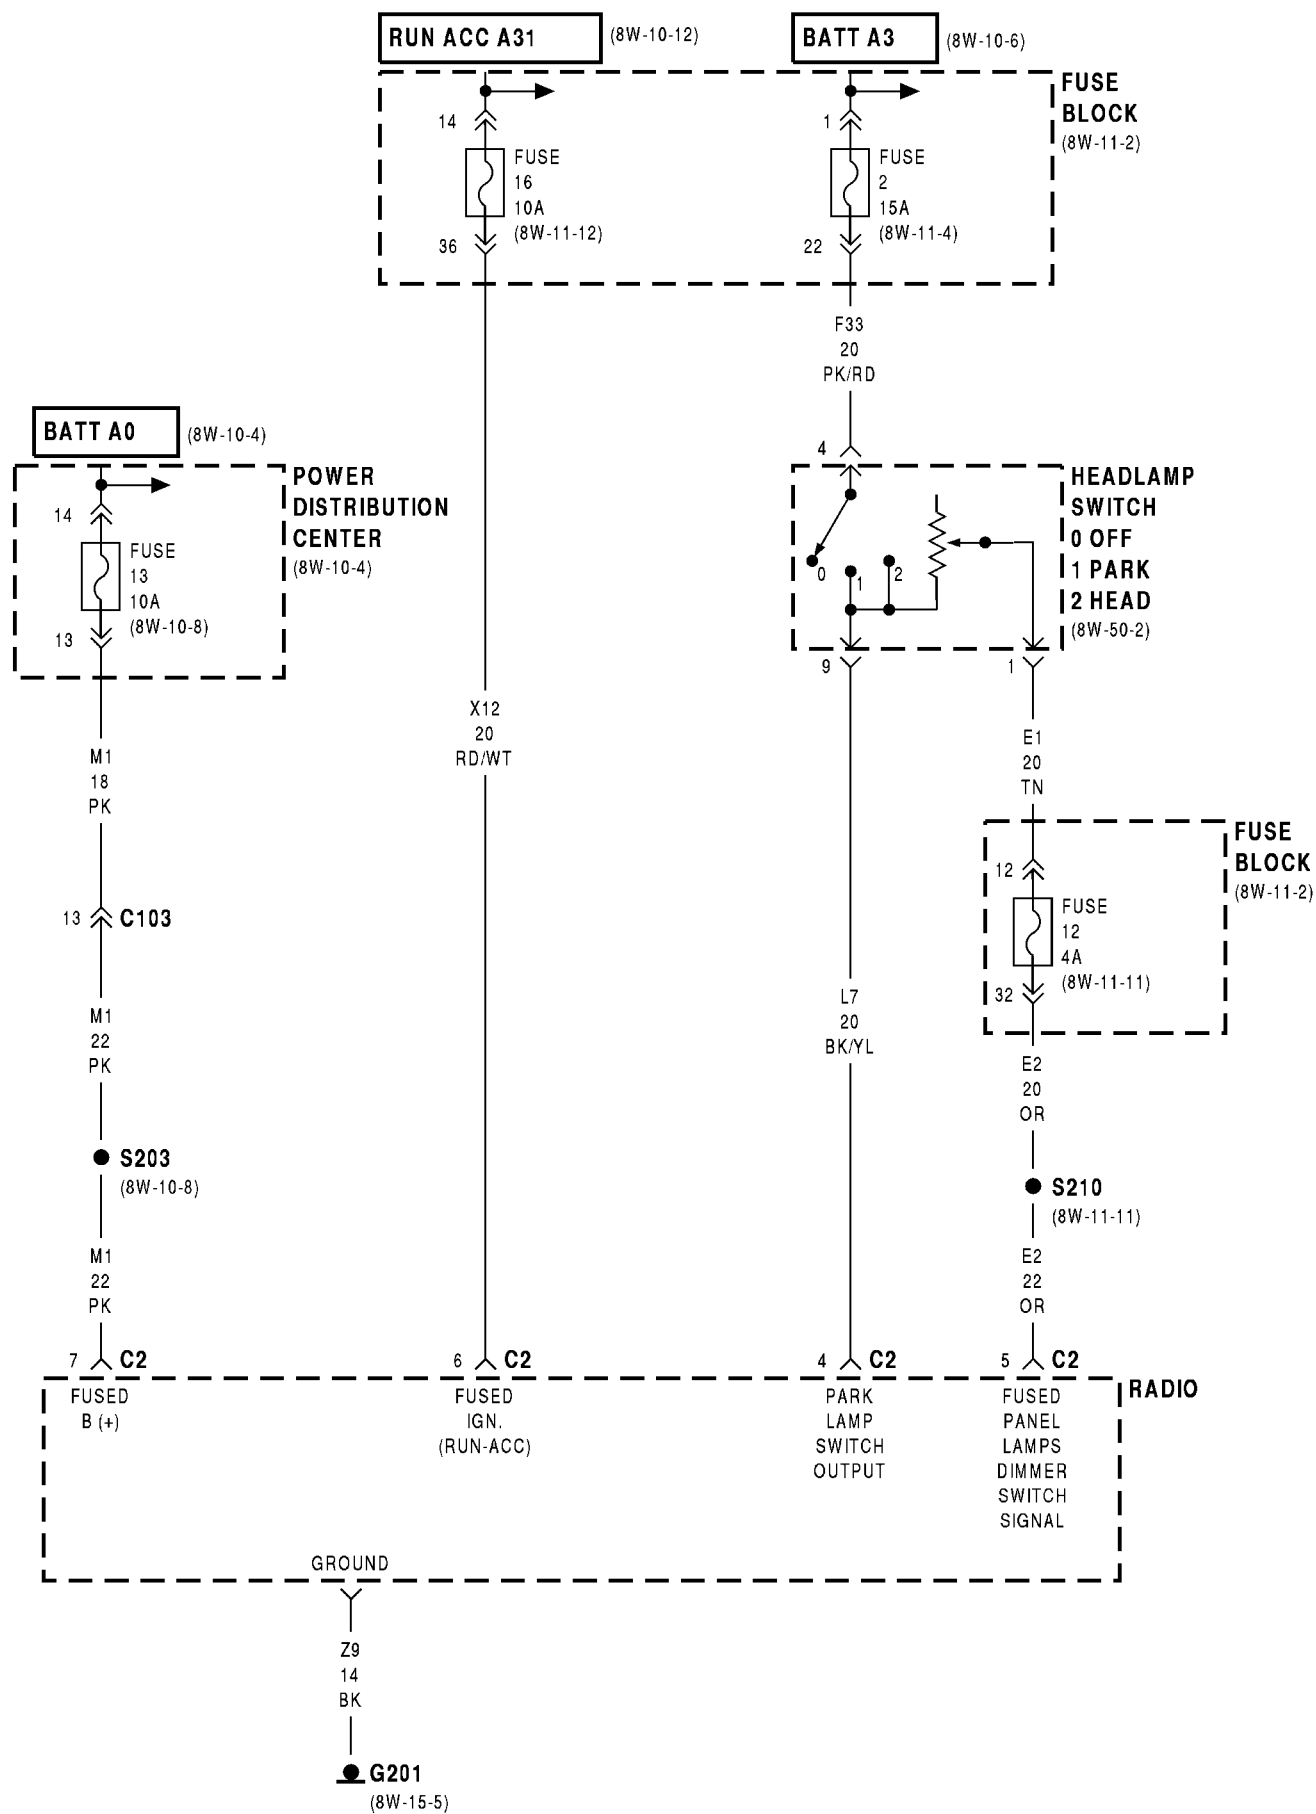 RUN ACC A31
(8W-10-12)
BATT A3
(8W-10-6)
FUSE
BLOCK
(8W-11-2)
14
FUSE
16
10A
(8W-11-12)
36
1
FUSE
2
15A
(8W-11-4)
22
F33
20
PK/RD
BATT A0
(8W-10-4)
POWER
DISTRIBUTION
CENTER
(8W-10-4)
14
FUSE
13
10A
(8W-10-8)
13
4
HEADLAMP
SWITCH
0 OFF
1 PARK
2 HEAD
(8W-50-2)
0
1
2
9
1
M1
18
PK
X12
20
RD/WT
E1
20
TN
FUSE
BLOCK
(8W-11-2)
12
FUSE
12
4A
(8W-11-11)
32
13
C103
M1
22
PK
L7
20
BK/YL
E2
20
OR
S203
(8W-10-8)
S210
(8W-11-11)
M1
22
PK
E2
22
OR
7
C2
6
C2
4
C2
5
C2
RADIO
FUSED
B (+)
FUSED
IGN.
(RUN-ACC)
PARK
LAMP
SWITCH
OUTPUT
FUSED
PANEL
LAMPS
DIMMER
SWITCH
SIGNAL
GROUND
Z9
14
BK
G201
(8W-15-5)